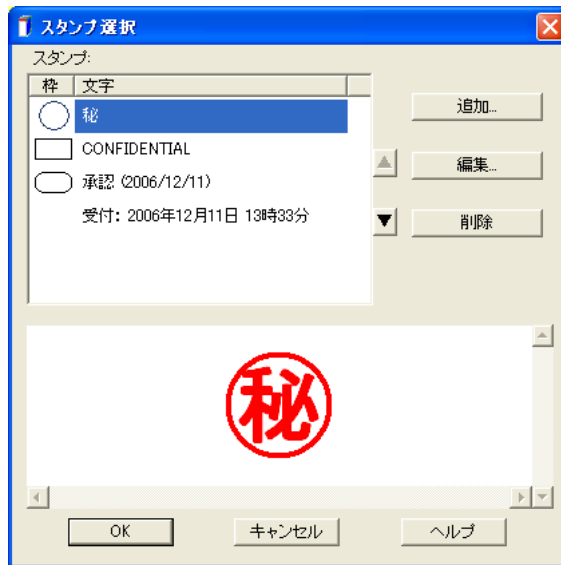 スタンプ選択
スタンプ:
枠 文字
秘
CONFIDENTIAL
承認 (2006/12/11)
受付: 2006年12月11日 13時33分
追加...
編集...
削除
秘
OK キャンセル ヘルプ